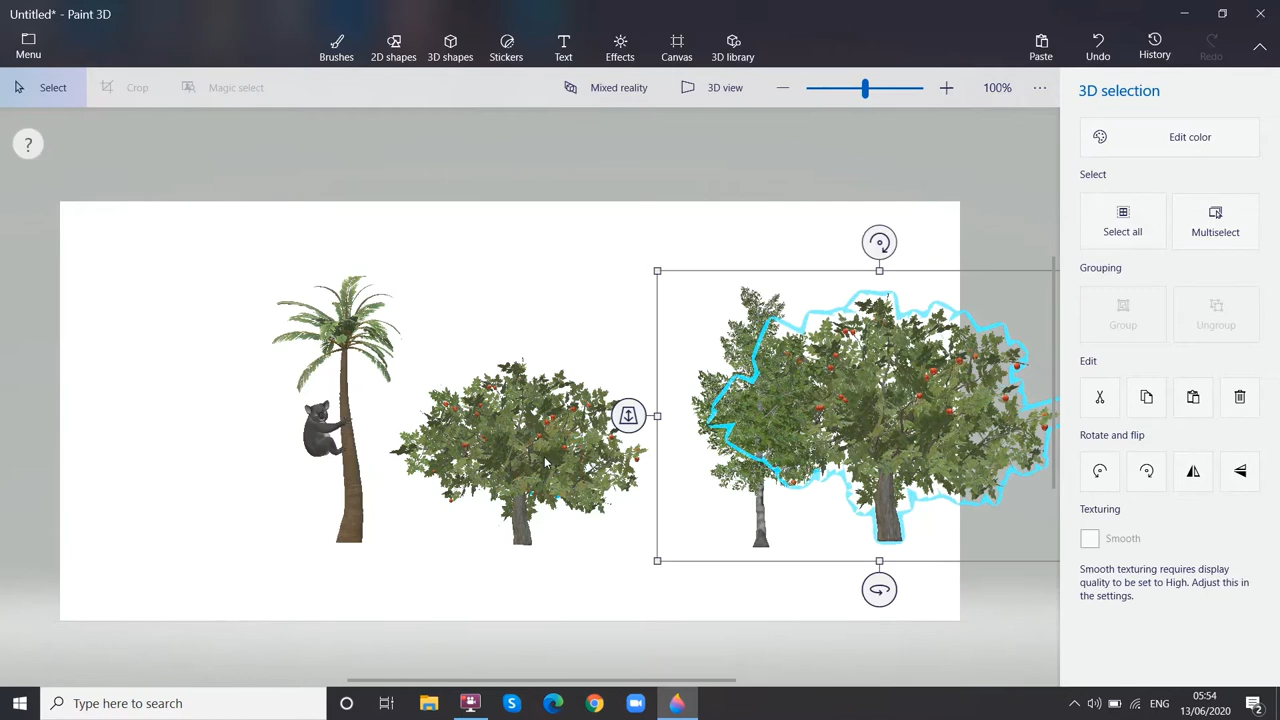 Untitled* - Paint 3D
Menu
Brushes
2D shapes
3D shapes
Stickers
Text
Effects
Canvas
3D library
Paste
Undo
History
Redo
Select
Crop
Magic select
Mixed reality
3D view
100%
?
3D selection
Edit color
Select
Select all
Multiselect
Grouping
Group
Ungroup
Edit
Rotate and flip
Texturing
Smooth
Smooth texturing requires display
quality to be set to High. Adjust this in
the settings.
Type here to search
ENG
05:54
13/06/2020
2